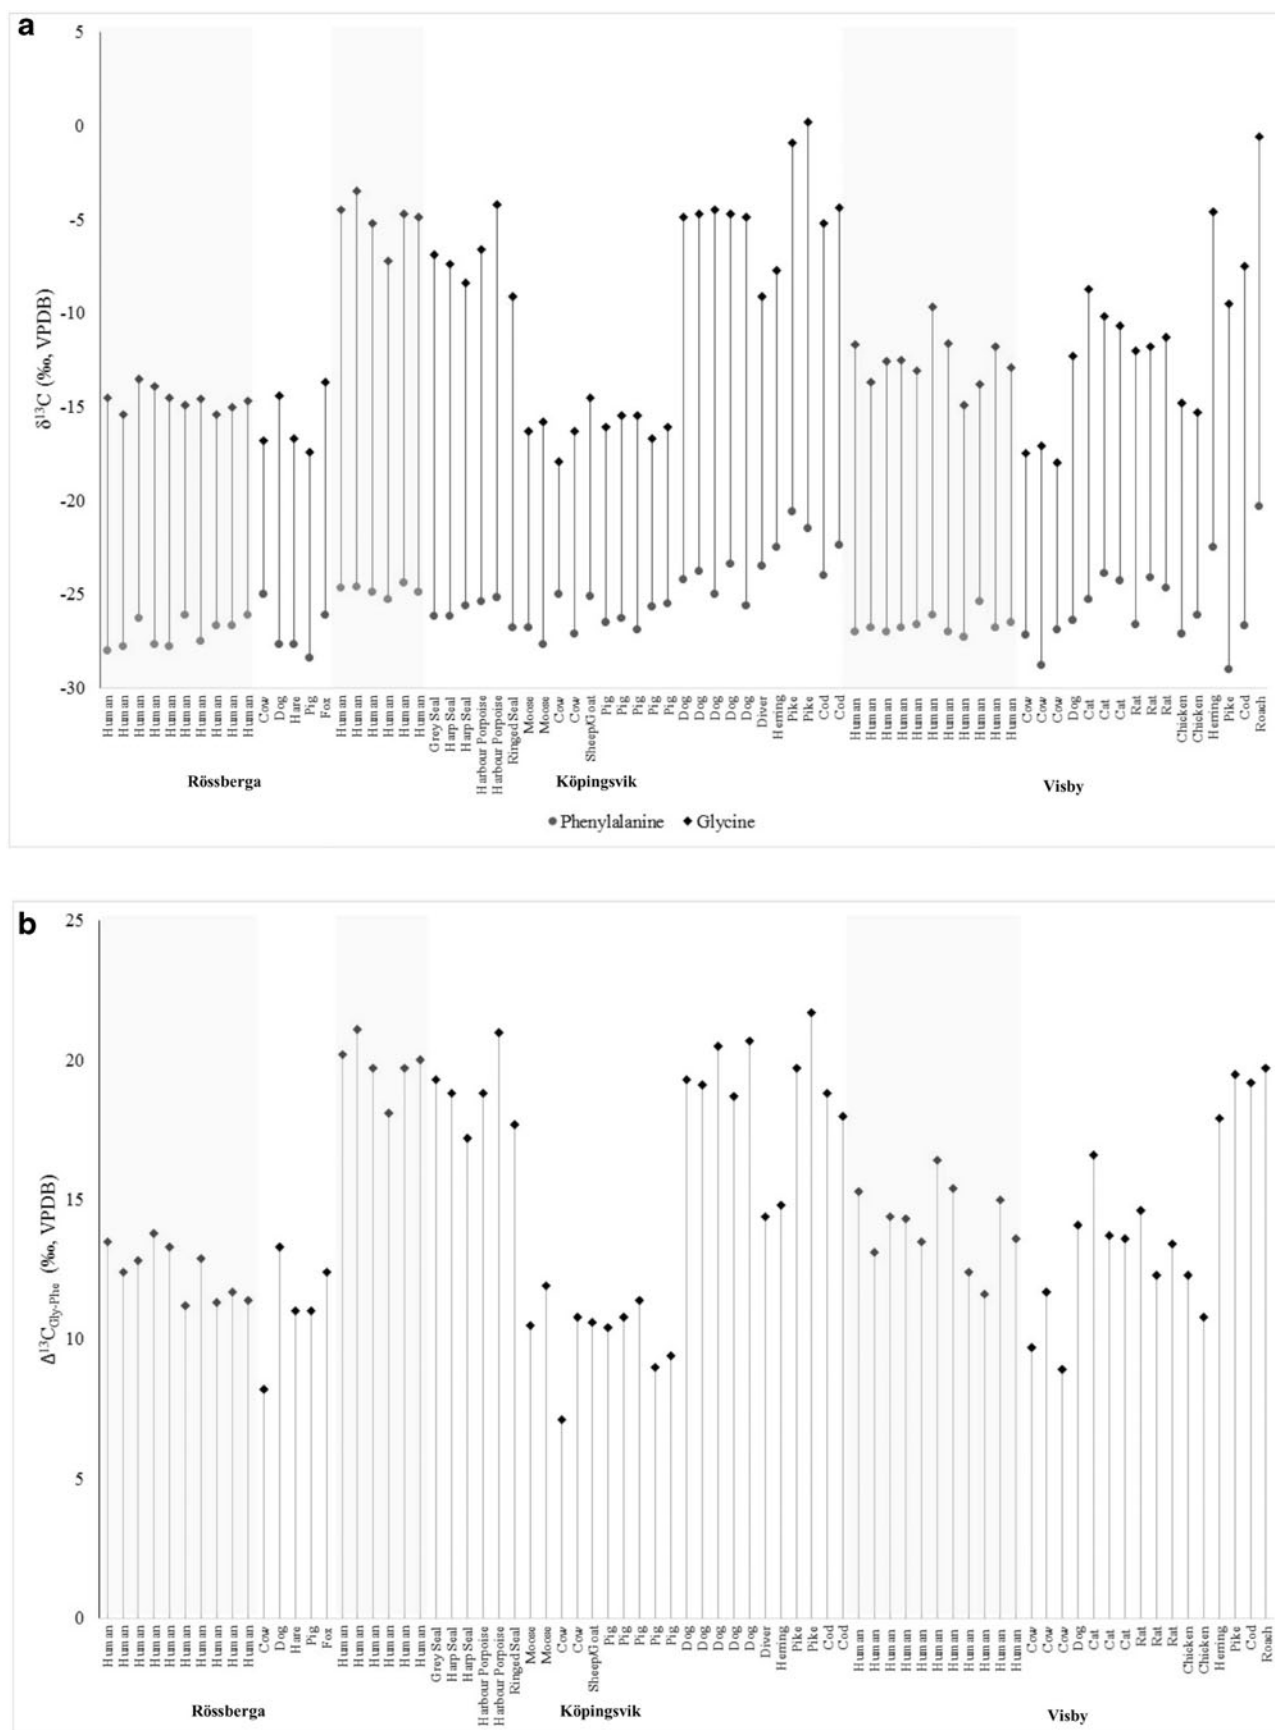 a
5
0
-5
-10
-15
-20
-25
-30
δ¹³C (‰, VPDB)
Human
Human
Human
Human
Human
Human
Human
Human
Human
Human
Cow
Dog
Hare
Pig
Fox
Human
Human
Human
Human
Human
Human
Grey Seal
Harp Seal
Harp Seal
Harbour Porpoise
Harbour Porpoise
Ringed Seal
Moose
Moose
Cow
Cow
Sheep/Goat
Pig
Pig
Pig
Pig
Pig
Dog
Dog
Dog
Dog
Dog
Diver
Herring
Pike
Pike
Cod
Cod
Human
Human
Human
Human
Human
Human
Human
Human
Human
Human
Human
Cow
Cow
Cow
Dog
Cat
Cat
Cat
Rat
Rat
Rat
Chicken
Chicken
Herring
Pike
Cod
Roach
Rössberga
Köpingsvik
Visby
Phenylalanine
Glycine
b
25
20
15
10
5
0
Δ¹³C Gly-Phe (‰, VPDB)
Human
Human
Human
Human
Human
Human
Human
Human
Human
Human
Cow
Dog
Hare
Pig
Fox
Human
Human
Human
Human
Human
Human
Grey Seal
Harp Seal
Harp Seal
Harbour Porpoise
Harbour Porpoise
Ringed Seal
Moose
Moose
Cow
Cow
Sheep/Goat
Pig
Pig
Pig
Pig
Pig
Dog
Dog
Dog
Dog
Dog
Diver
Herring
Pike
Pike
Cod
Cod
Human
Human
Human
Human
Human
Human
Human
Human
Human
Human
Human
Cow
Cow
Cow
Dog
Cat
Cat
Cat
Rat
Rat
Rat
Chicken
Chicken
Herring
Pike
Cod
Roach
Rössberga
Köpingsvik
Visby